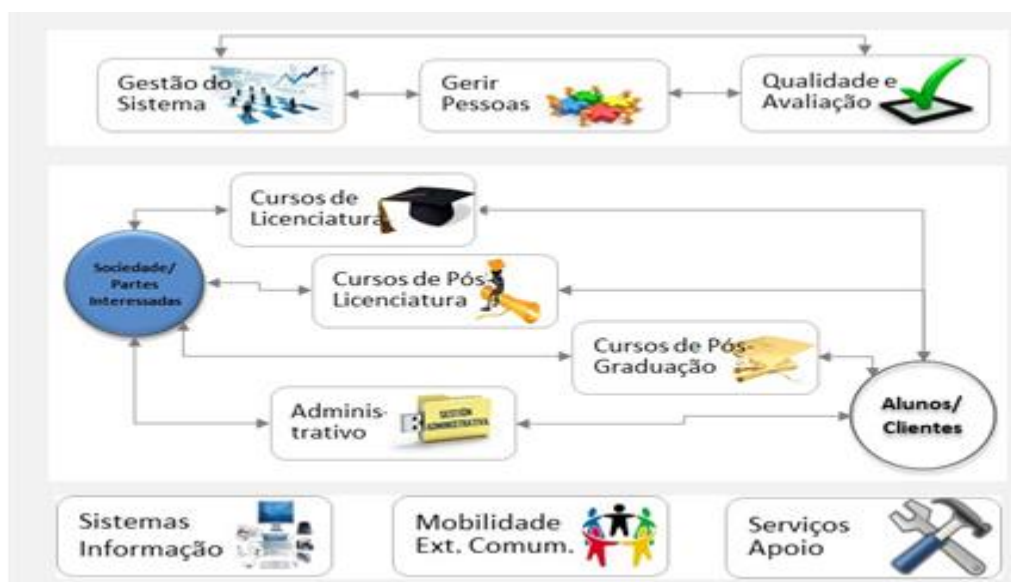 Gestão do
Sistema
Gerir
Pessoas
Qualidade e
Avaliação
Cursos de
Licenciatura
Sociedade/
Partes
Interessadas
Cursos de Pós-
Licenciatura
Cursos de Pós-
Graduação
Adminis-
trativo
GESTIÓN
ADMINISTRATIVA
Alunos/
Clientes
Sistemas
Informação
Mobilidade
Ext. Comum.
Serviços
Apoio